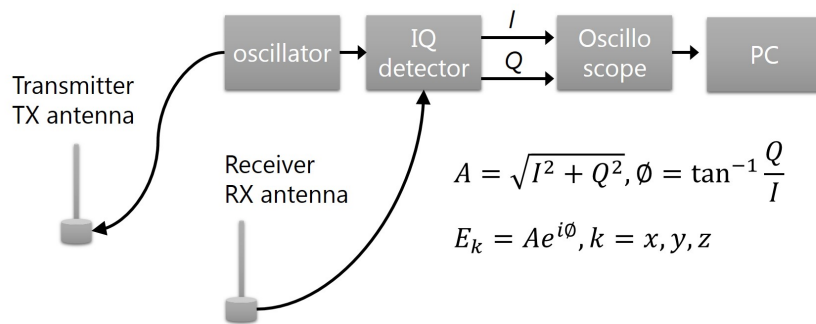 oscillator
IQ
detector
I
Q
Oscillo
scope
PC
Transmitter
TX antenna
Receiver
RX antenna
A = √(I² + Q²), ∅ = tan⁻¹ Q/I
E_k = Ae^{i∅}, k = x, y, z